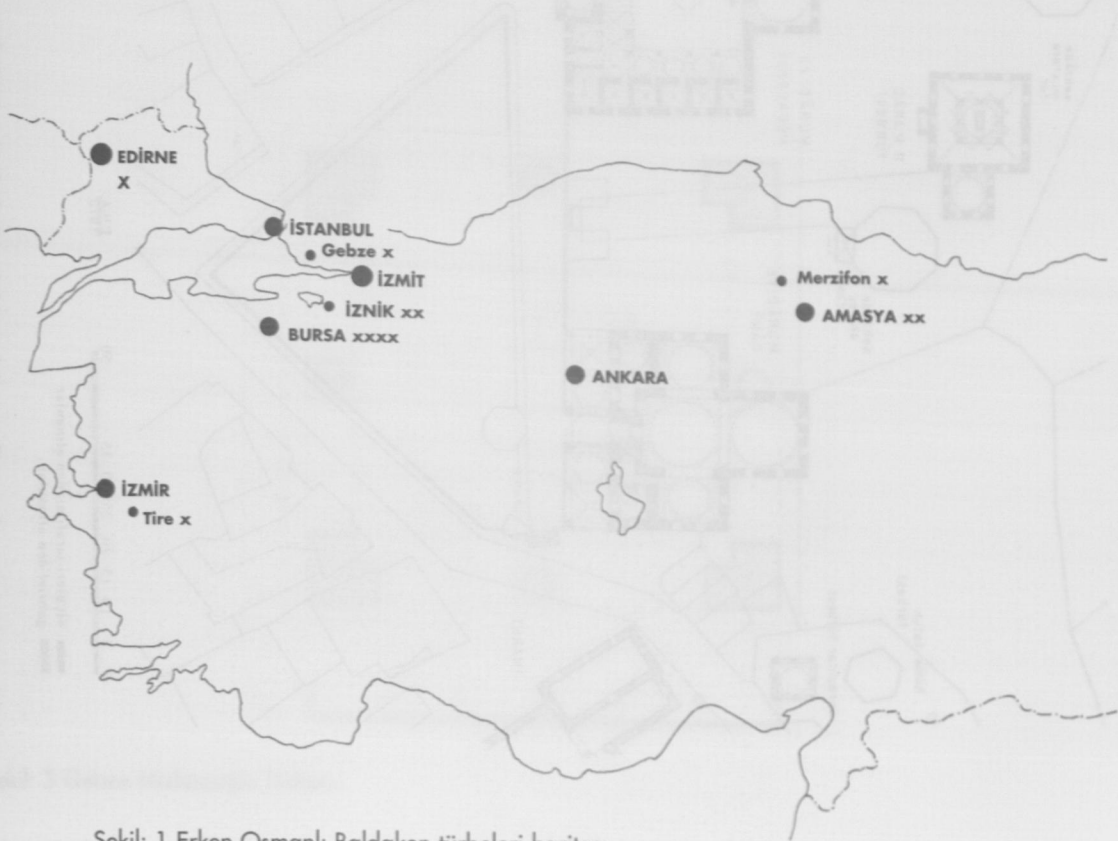 EDİRNE
X
İSTANBUL
Gebze x
İZMİT
İZNİK xx
BURSA xxxx
Merzifon x
AMASYA xx
ANKARA
İZMİR
Tire x
Şekil: 1 Erken Osmanlı Baldaken türbeleri haritası